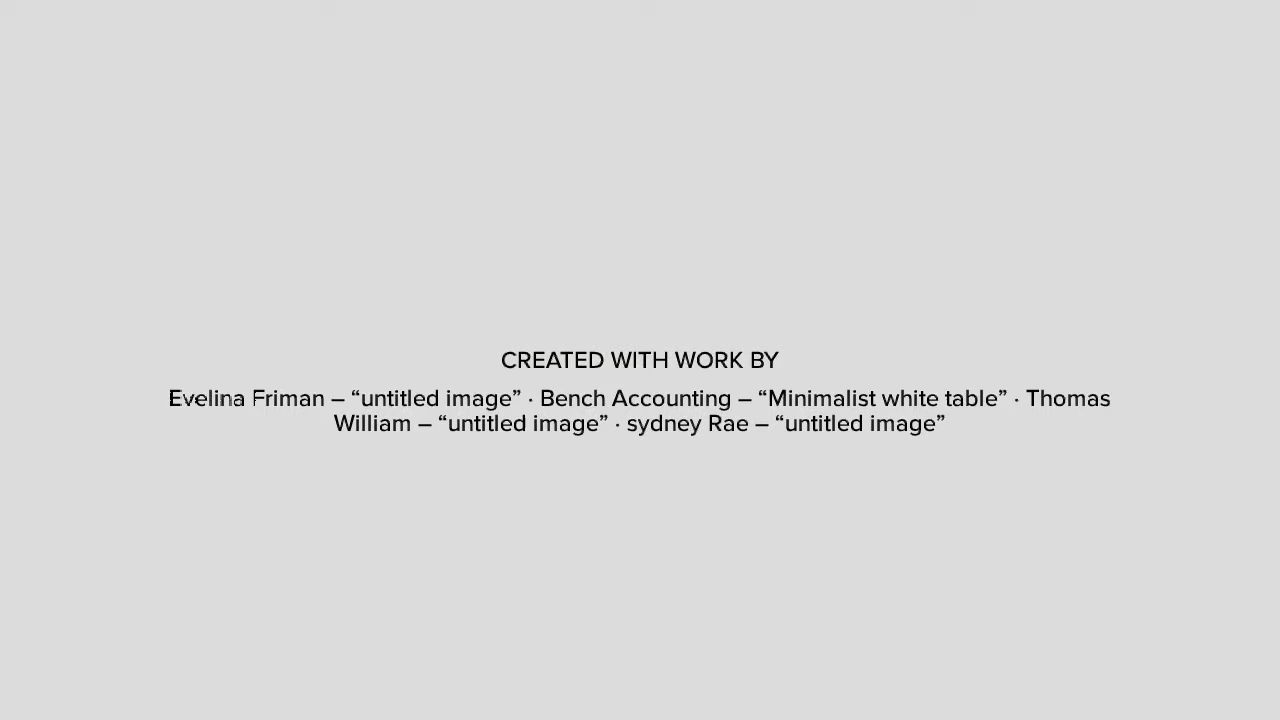 CREATED WITH WORK BY
Evelina Friman – “untitled image” · Bench Accounting – “Minimalist white table” · Thomas
William – “untitled image” · sydney Rae – “untitled image”